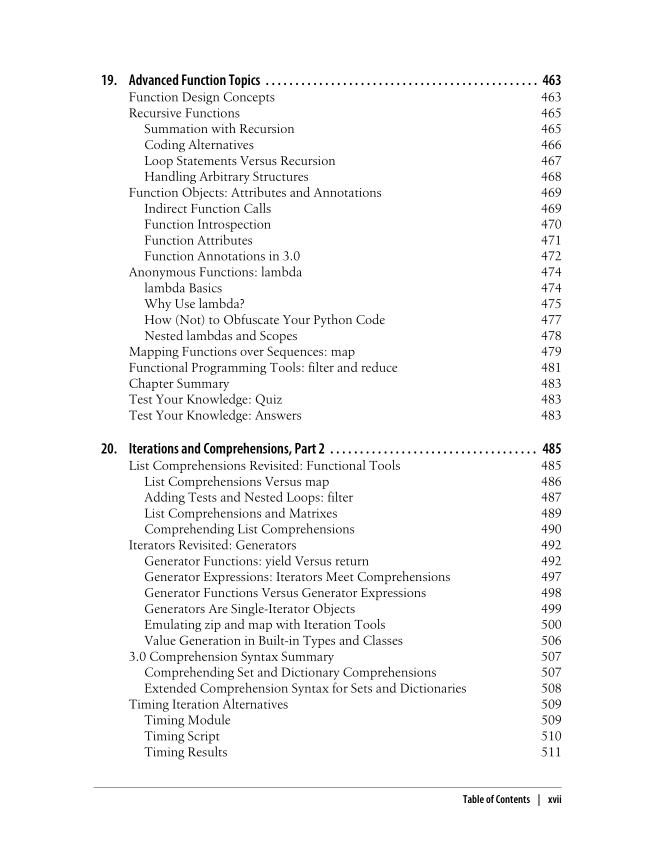 19. Advanced Function Topics . . . . . . . . . . . . . . . . . . . . . . . . . . . . . . . . . . . . . . . . . . . . . . 463
Function Design Concepts 463
Recursive Functions 465
Summation with Recursion 465
Coding Alternatives 466
Loop Statements Versus Recursion 467
Handling Arbitrary Structures 468
Function Objects: Attributes and Annotations 469
Indirect Function Calls 469
Function Introspection 470
Function Attributes 471
Function Annotations in 3.0 472
Anonymous Functions: lambda 474
lambda Basics 474
Why Use lambda? 475
How (Not) to Obfuscate Your Python Code 477
Nested lambdas and Scopes 478
Mapping Functions over Sequences: map 479
Functional Programming Tools: filter and reduce 481
Chapter Summary 483
Test Your Knowledge: Quiz 483
Test Your Knowledge: Answers 483
20. Iterations and Comprehensions, Part 2 . . . . . . . . . . . . . . . . . . . . . . . . . . . . . . . . . . . 485
List Comprehensions Revisited: Functional Tools 485
List Comprehensions Versus map 486
Adding Tests and Nested Loops: filter 487
List Comprehensions and Matrixes 489
Comprehending List Comprehensions 490
Iterators Revisited: Generators 492
Generator Functions: yield Versus return 492
Generator Expressions: Iterators Meet Comprehensions 497
Generator Functions Versus Generator Expressions 498
Generators Are Single-Iterator Objects 499
Emulating zip and map with Iteration Tools 500
Value Generation in Built-in Types and Classes 506
3.0 Comprehension Syntax Summary 507
Comprehending Set and Dictionary Comprehensions 507
Extended Comprehension Syntax for Sets and Dictionaries 508
Timing Iteration Alternatives 509
Timing Module 509
Timing Script 510
Timing Results 511
Table of Contents | xvii